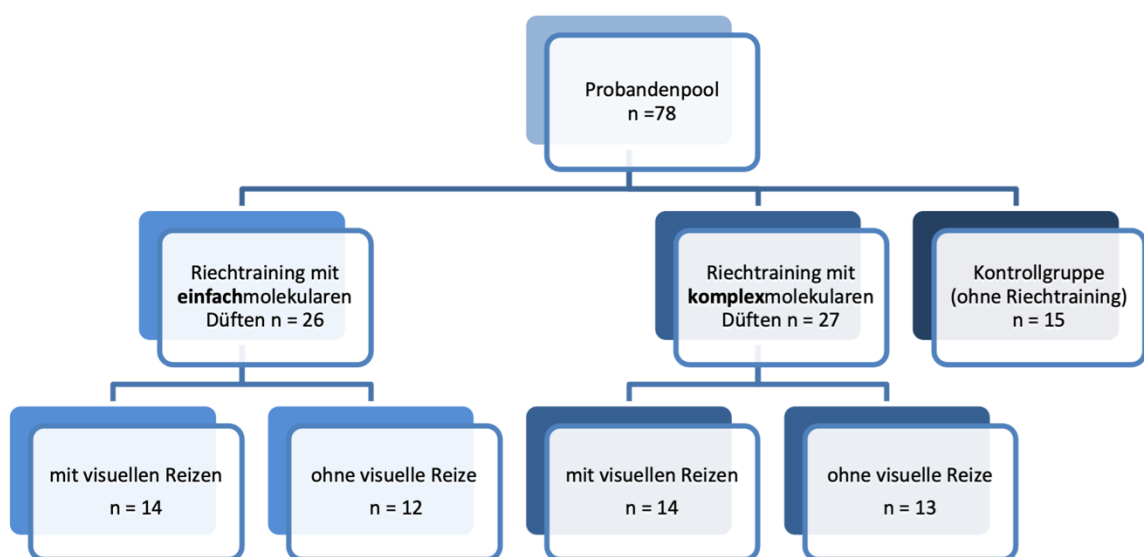 Probandenpool
n =78
Riechtraining mit
einfachmolekularen
Düften n = 26
Riechtraining mit
komplexmolekularen
Düften n = 27
Kontrollgruppe
(ohne Riechtraining)
n = 15
mit visuellen Reizen
n = 14
ohne visuelle Reize
n = 12
mit visuellen Reizen
n = 14
ohne visuelle Reize
n = 13